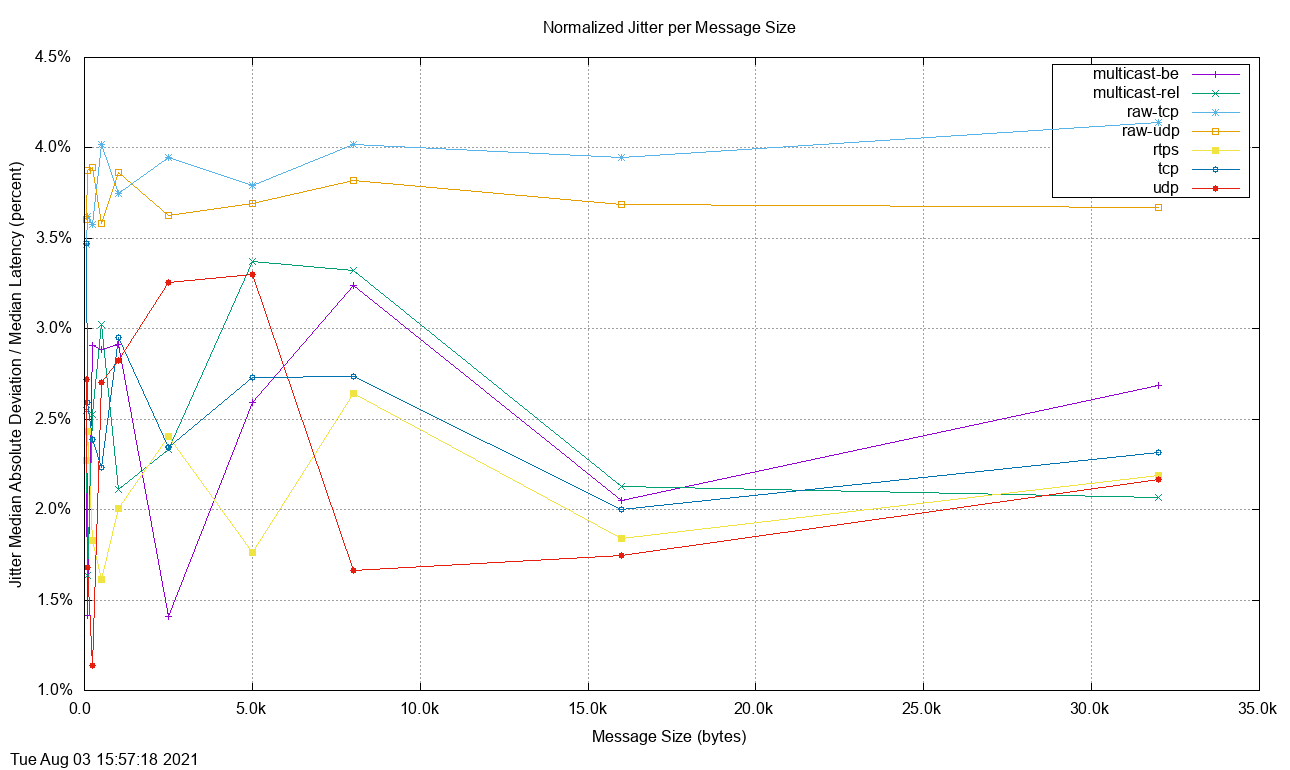 Normalized Jitter per Message Size
Jitter Median Absolute Deviation / Median Latency (percent)
4.5%
4.0%
3.5%
3.0%
2.5%
2.0%
1.5%
1.0%
multicast-be
multicast-rel
raw-tcp
raw-udp
rtps
tcp
udp
0.0 5.0k 10.0k 15.0k 20.0k 25.0k 30.0k 35.0k
Message Size (bytes)
Tue Aug 03 15:57:18 2021